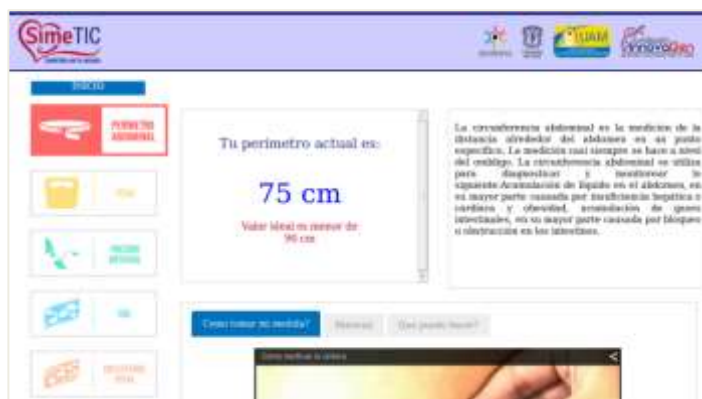 SimeTIC
UAM
InnovaGRO
INICIO
PERIMETRO
ABDOMINAL
PESO
Tu perimetro actual es:
75 cm
Valor ideal es menor de
90 cm
La circunferencia abdominal es la medición de la
distancia alrededor del abdomen en un punto
específico. La medición casi siempre se hace a nivel
del ombligo. La circunferencia abdominal se utiliza
para diagnosticar y monitorear lo
siguiente:Acumulación de líquido en el abdomen, en
su mayor parte causada por insuficiencia hepática o
cardíaca y obesidad, acumulación de gases
intestinales, en su mayor parte causada por bloqueo
u obstrucción en los intestinos.
Como tomar mi medida?
Historial
Que puedo hacer?